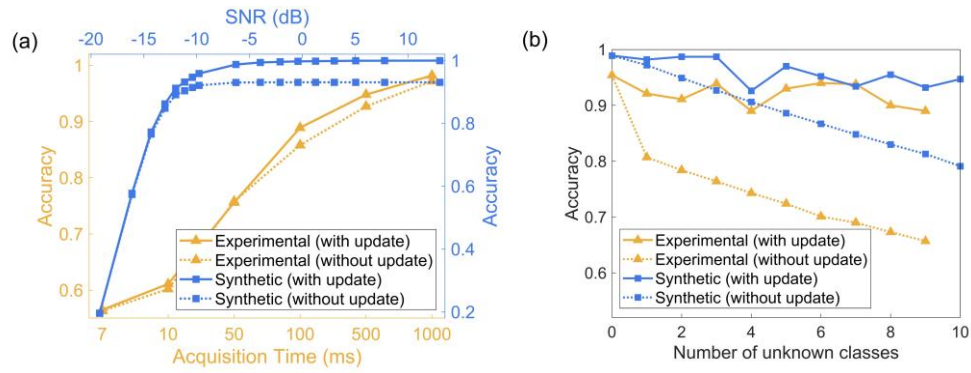 (a)
SNR (dB)
-20 -15 -10 -5 0 5 10
1
0.9
0.8
0.7
0.6
Accuracy
1
0.8
0.6
0.4
0.2
Accuracy
Experimental (with update)
Experimental (without update)
Synthetic (with update)
Synthetic (without update)
7 10 50 100 500 1000
Acquisition Time (ms)
(b)
1
0.9
0.8
0.7
0.6
Accuracy
Experimental (with update)
Experimental (without update)
Synthetic (with update)
Synthetic (without update)
0 2 4 6 8 10
Number of unknown classes